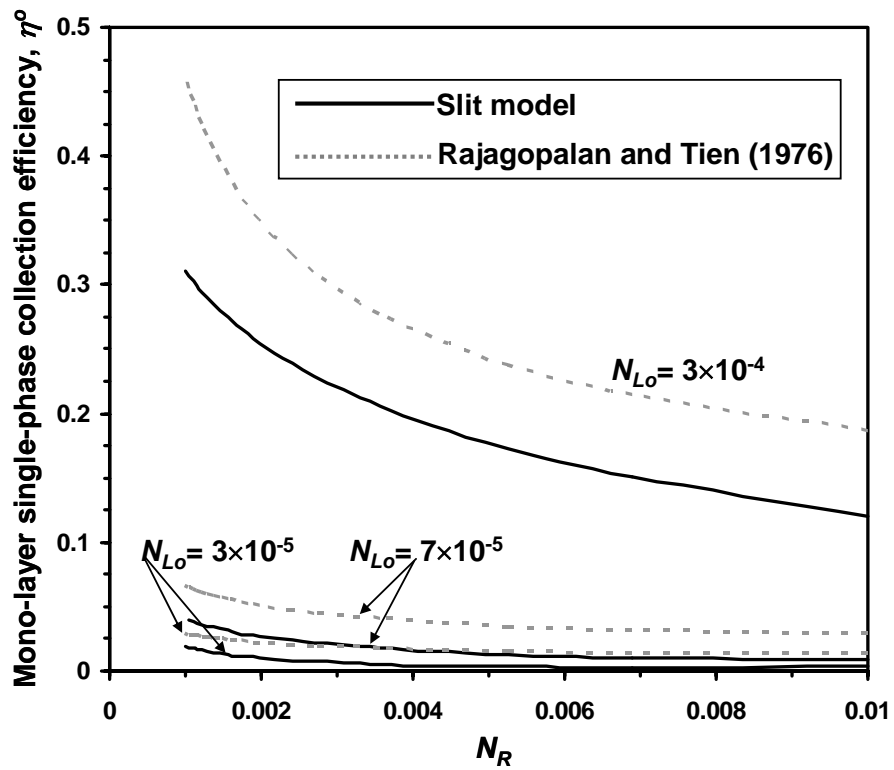 Mono-layer single-phase collection efficiency, ηº
0.5
0.4
0.3
0.2
0.1
0
Slit model
Rajagopalan and Tien (1976)
N_Lo= 3×10⁻⁴
N_Lo= 3×10⁻⁵
N_Lo= 7×10⁻⁵
0 0.002 0.004 0.006 0.008 0.01
N_R